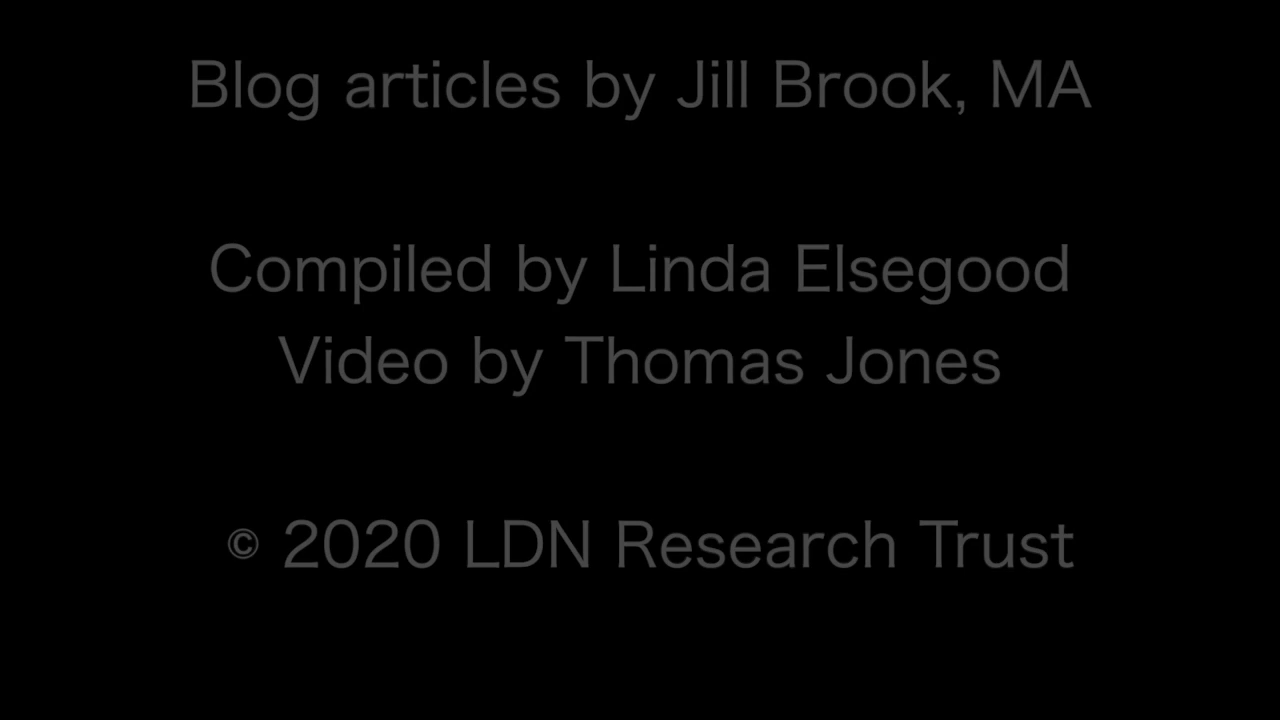 Blog articles by Jill Brook, MA
Compiled by Linda Elsegood
Video by Thomas Jones
© 2020 LDN Research Trust